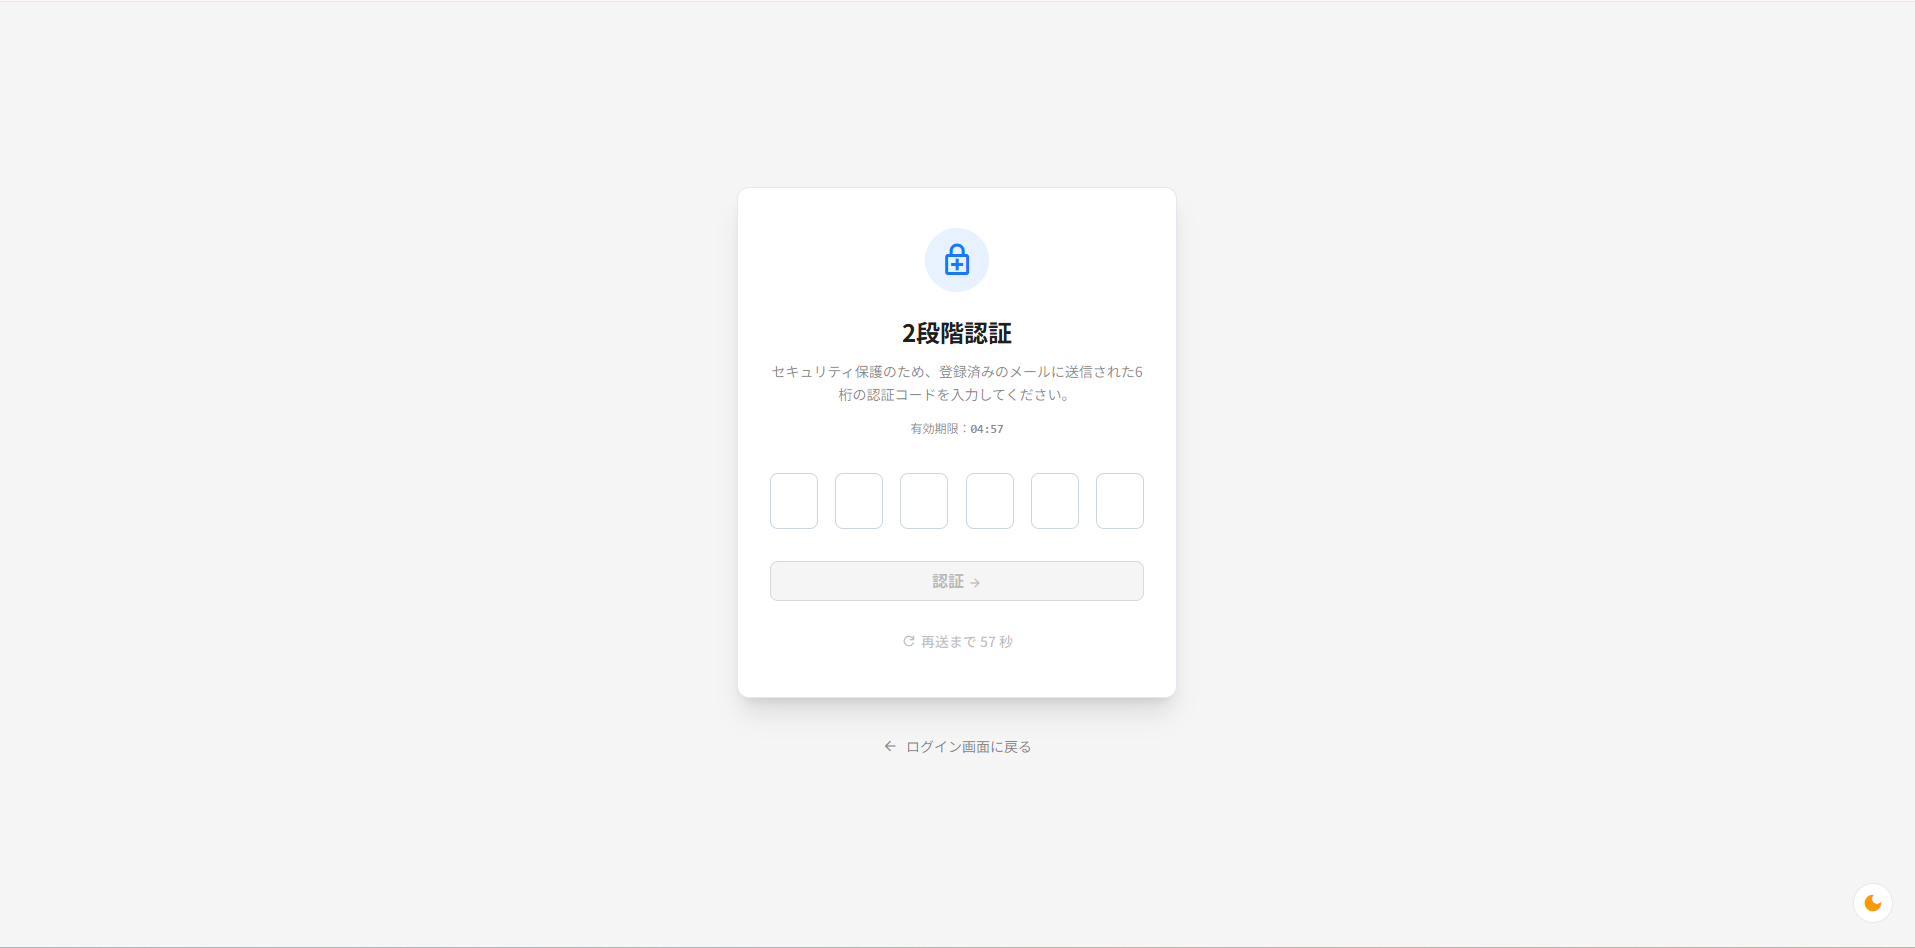 2段階認証
セキュリティ保護のため、登録済みのメールに送信された6
桁の認証コードを入力してください。
有効期限：04:57
認証 →
再送まで 57 秒
← ログイン画面に戻る